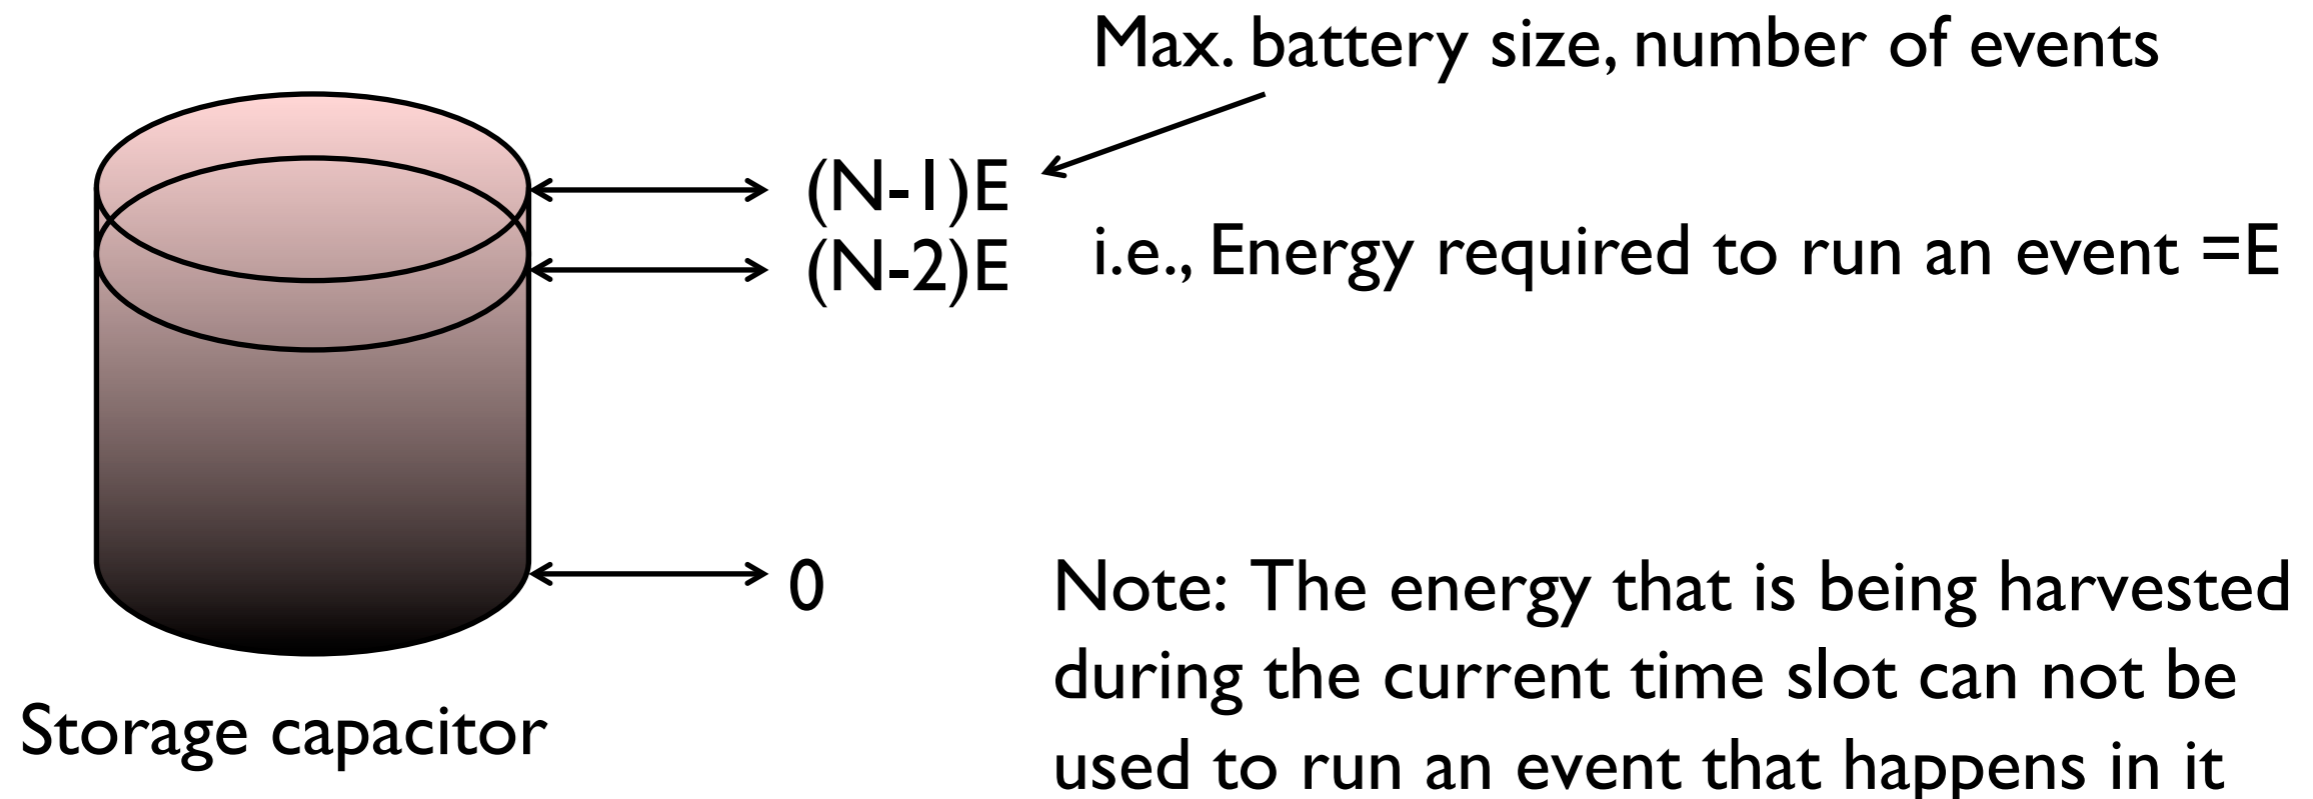 Max. battery size, number of events
(N-1)E
(N-2)E
i.e., Energy required to run an event =E
0
Note: The energy that is being harvested
during the current time slot can not be
used to run an event that happens in it
Storage capacitor